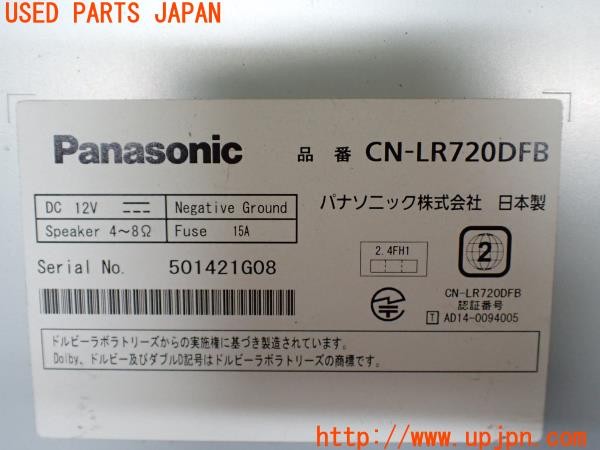 USED PARTS JAPAN
Panasonic
品番 CN-LR720DFB
DC 12V Negative Ground
Speaker 4〜8Ω Fuse 15A
パナソニック株式会社 日本製
Serial No. 501421G08
2.4FH1
2
CN-LR720DFB
認証番号
T AD14-0094005
ドルビーラボラトリーズからの実施権に基づき製造されています。
Dolby、ドルビー及びダブルD記号はドルビーラボラトリーズの商標です。
http://www.upjpn.com